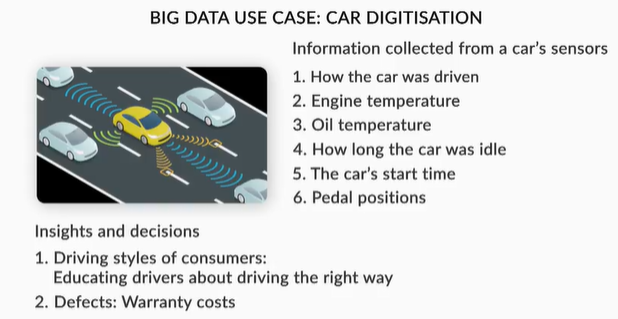 BIG DATA USE CASE: CAR DIGITISATION
Information collected from a car's sensors
1. How the car was driven
2. Engine temperature
3. Oil temperature
4. How long the car was idle
5. The car's start time
6. Pedal positions
Insights and decisions
1. Driving styles of consumers:
Educating drivers about driving the right way
2. Defects: Warranty costs